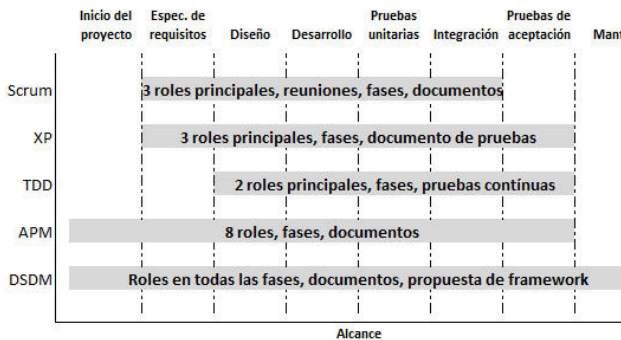 Inicio del proyecto
Espec. de requisitos
Diseño
Desarrollo
Pruebas unitarias
Integración
Pruebas de aceptación
Mant
Scrum
3 roles principales, reuniones, fases, documentos
XP
3 roles principales, fases, documento de pruebas
TDD
2 roles principales, fases, pruebas contínuas
APM
8 roles, fases, documentos
DSDM
Roles en todas las fases, documentos, propuesta de framework
Alcance